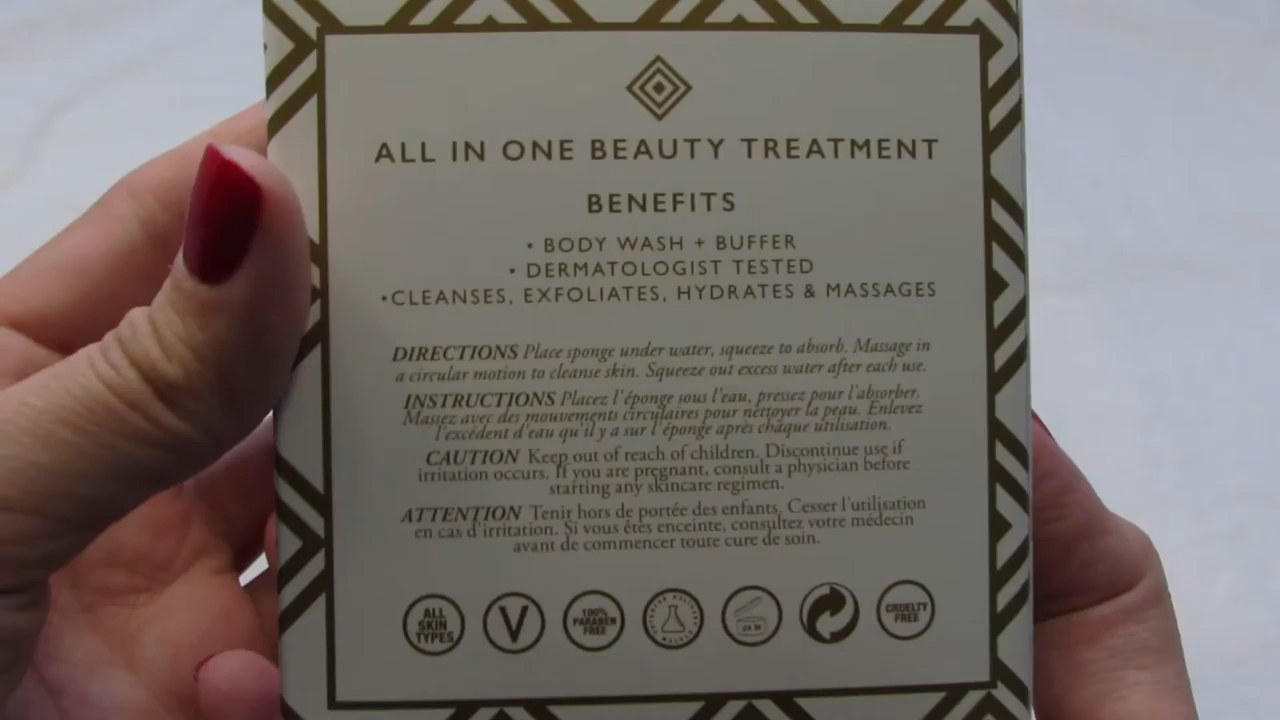 ALL IN ONE BEAUTY TREATMENT
BENEFITS
• BODY WASH + BUFFER
• DERMATOLOGIST TESTED
•CLEANSES, EXFOLIATES, HYDRATES & MASSAGES
DIRECTIONS Place sponge under water, squeeze to absorb. Massage in
a circular motion to cleanse skin. Squeeze out excess water after each use.
INSTRUCTIONS Placez l'éponge sous l'eau, pressez pour l'absorber.
Massez avec des mouvements circulaires pour nettoyer la peau. Enlevez
l'excédent d'eau qu'il y a sur l'éponge après chaque utilisation.
CAUTION Keep out of reach of children. Discontinue use if
irritation occurs. If you are pregnant, consult a physician before
starting any skincare regimen.
ATTENTION Tenir hors de portée des enfants. Cesser l'utilisation
en cas d'irritation. Si vous êtes enceinte, consultez votre médecin
avant de commencer toute cure de soin.
ALL
SKIN
TYPES
V
100%
PARABEN
FREE
24 M
CRUELTY
FREE